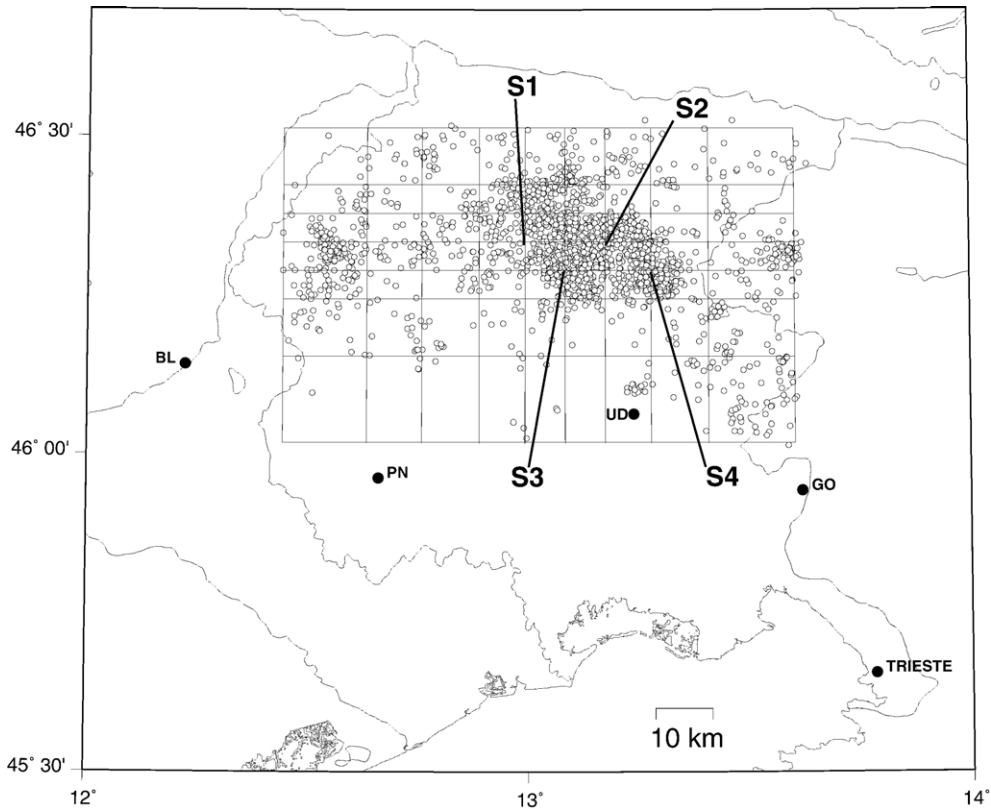 S1
S2
46° 30'
BL
UD
46° 00'
PN
S3
S4
GO
TRIESTE
10 km
45° 30'
12°
13°
14°